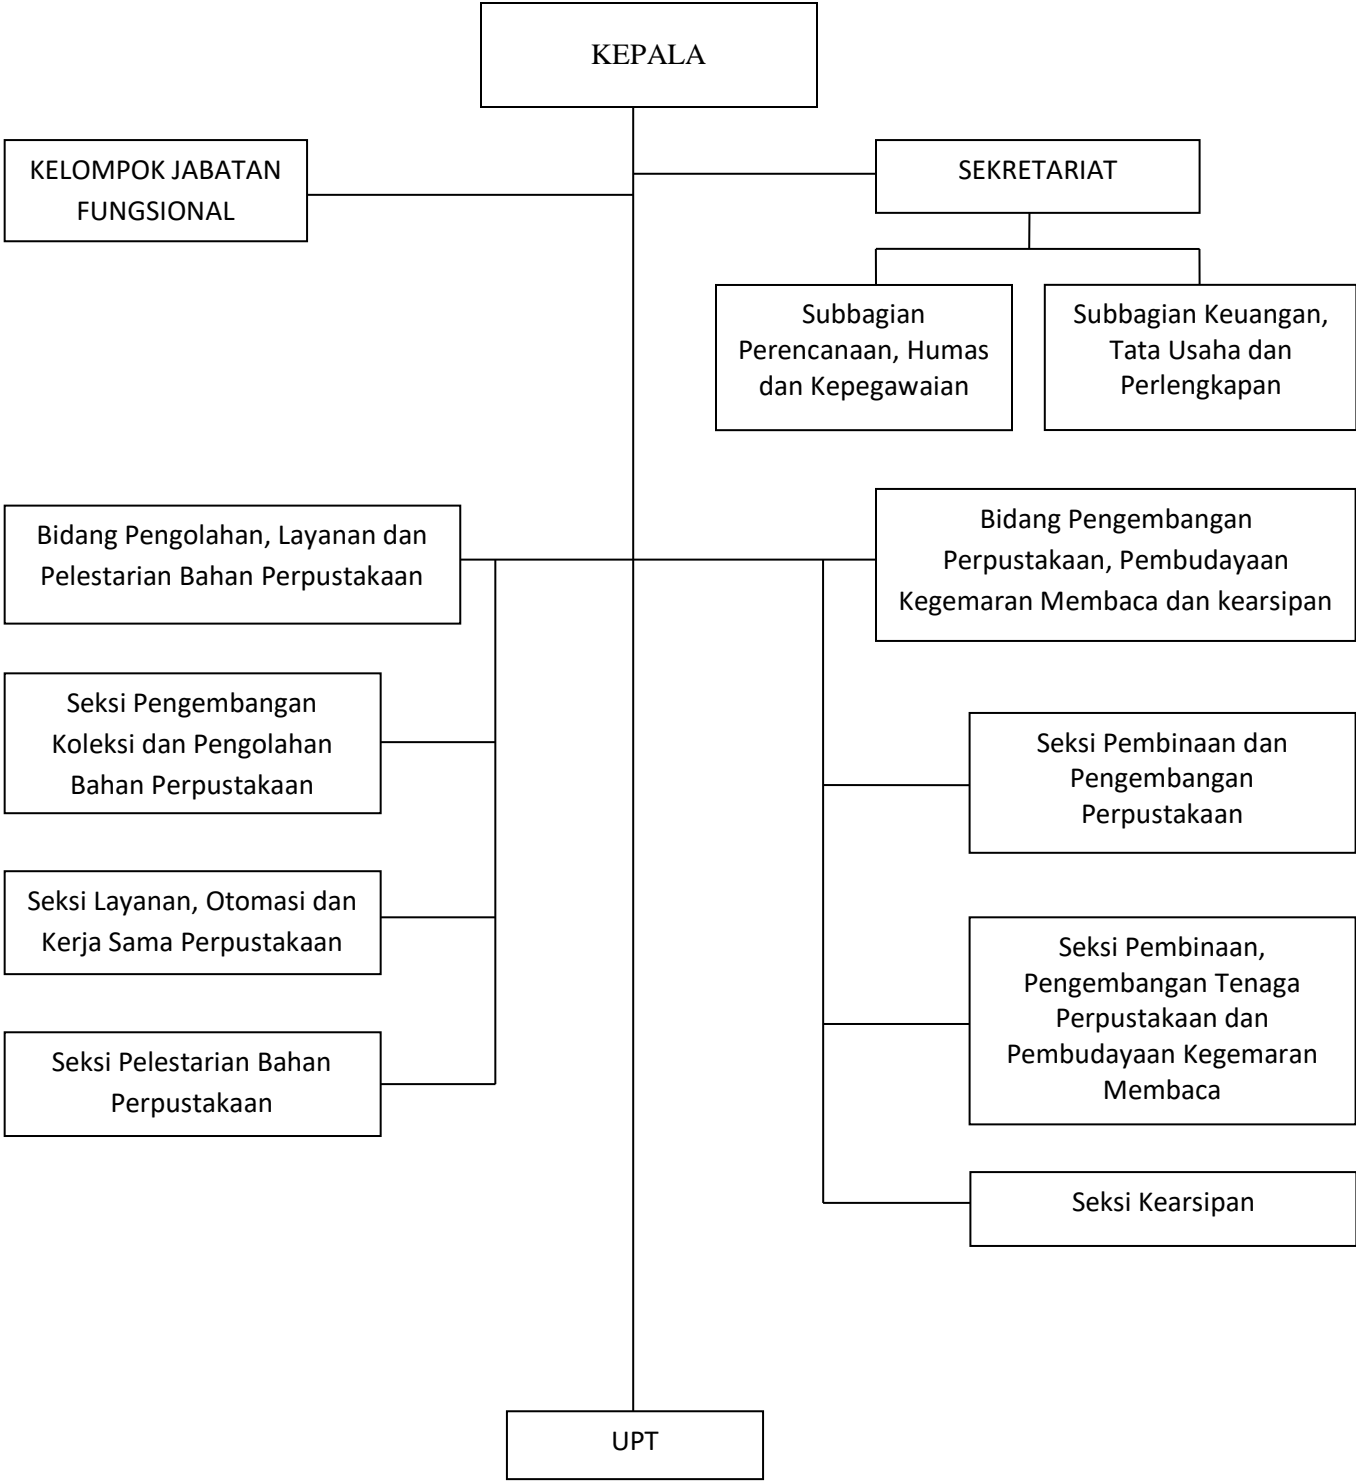 KEPALA
KELOMPOK JABATAN
FUNGSIONAL
SEKRETARIAT
Subbagian
Perencanaan, Humas
dan Kepegawaian
Subbagian Keuangan,
Tata Usaha dan
Perlengkapan
Bidang Pengolahan, Layanan dan
Pelestarian Bahan Perpustakaan
Bidang Pengembangan
Perpustakaan, Pembudayaan
Kegemaran Membaca dan kearsipan
Seksi Pengembangan
Koleksi dan Pengolahan
Bahan Perpustakaan
Seksi Pembinaan dan
Pengembangan
Perpustakaan
Seksi Layanan, Otomasi dan
Kerja Sama Perpustakaan
Seksi Pembinaan,
Pengembangan Tenaga
Perpustakaan dan
Pembudayaan Kegemaran
Membaca
Seksi Pelestarian Bahan
Perpustakaan
Seksi Kearsipan
UPT